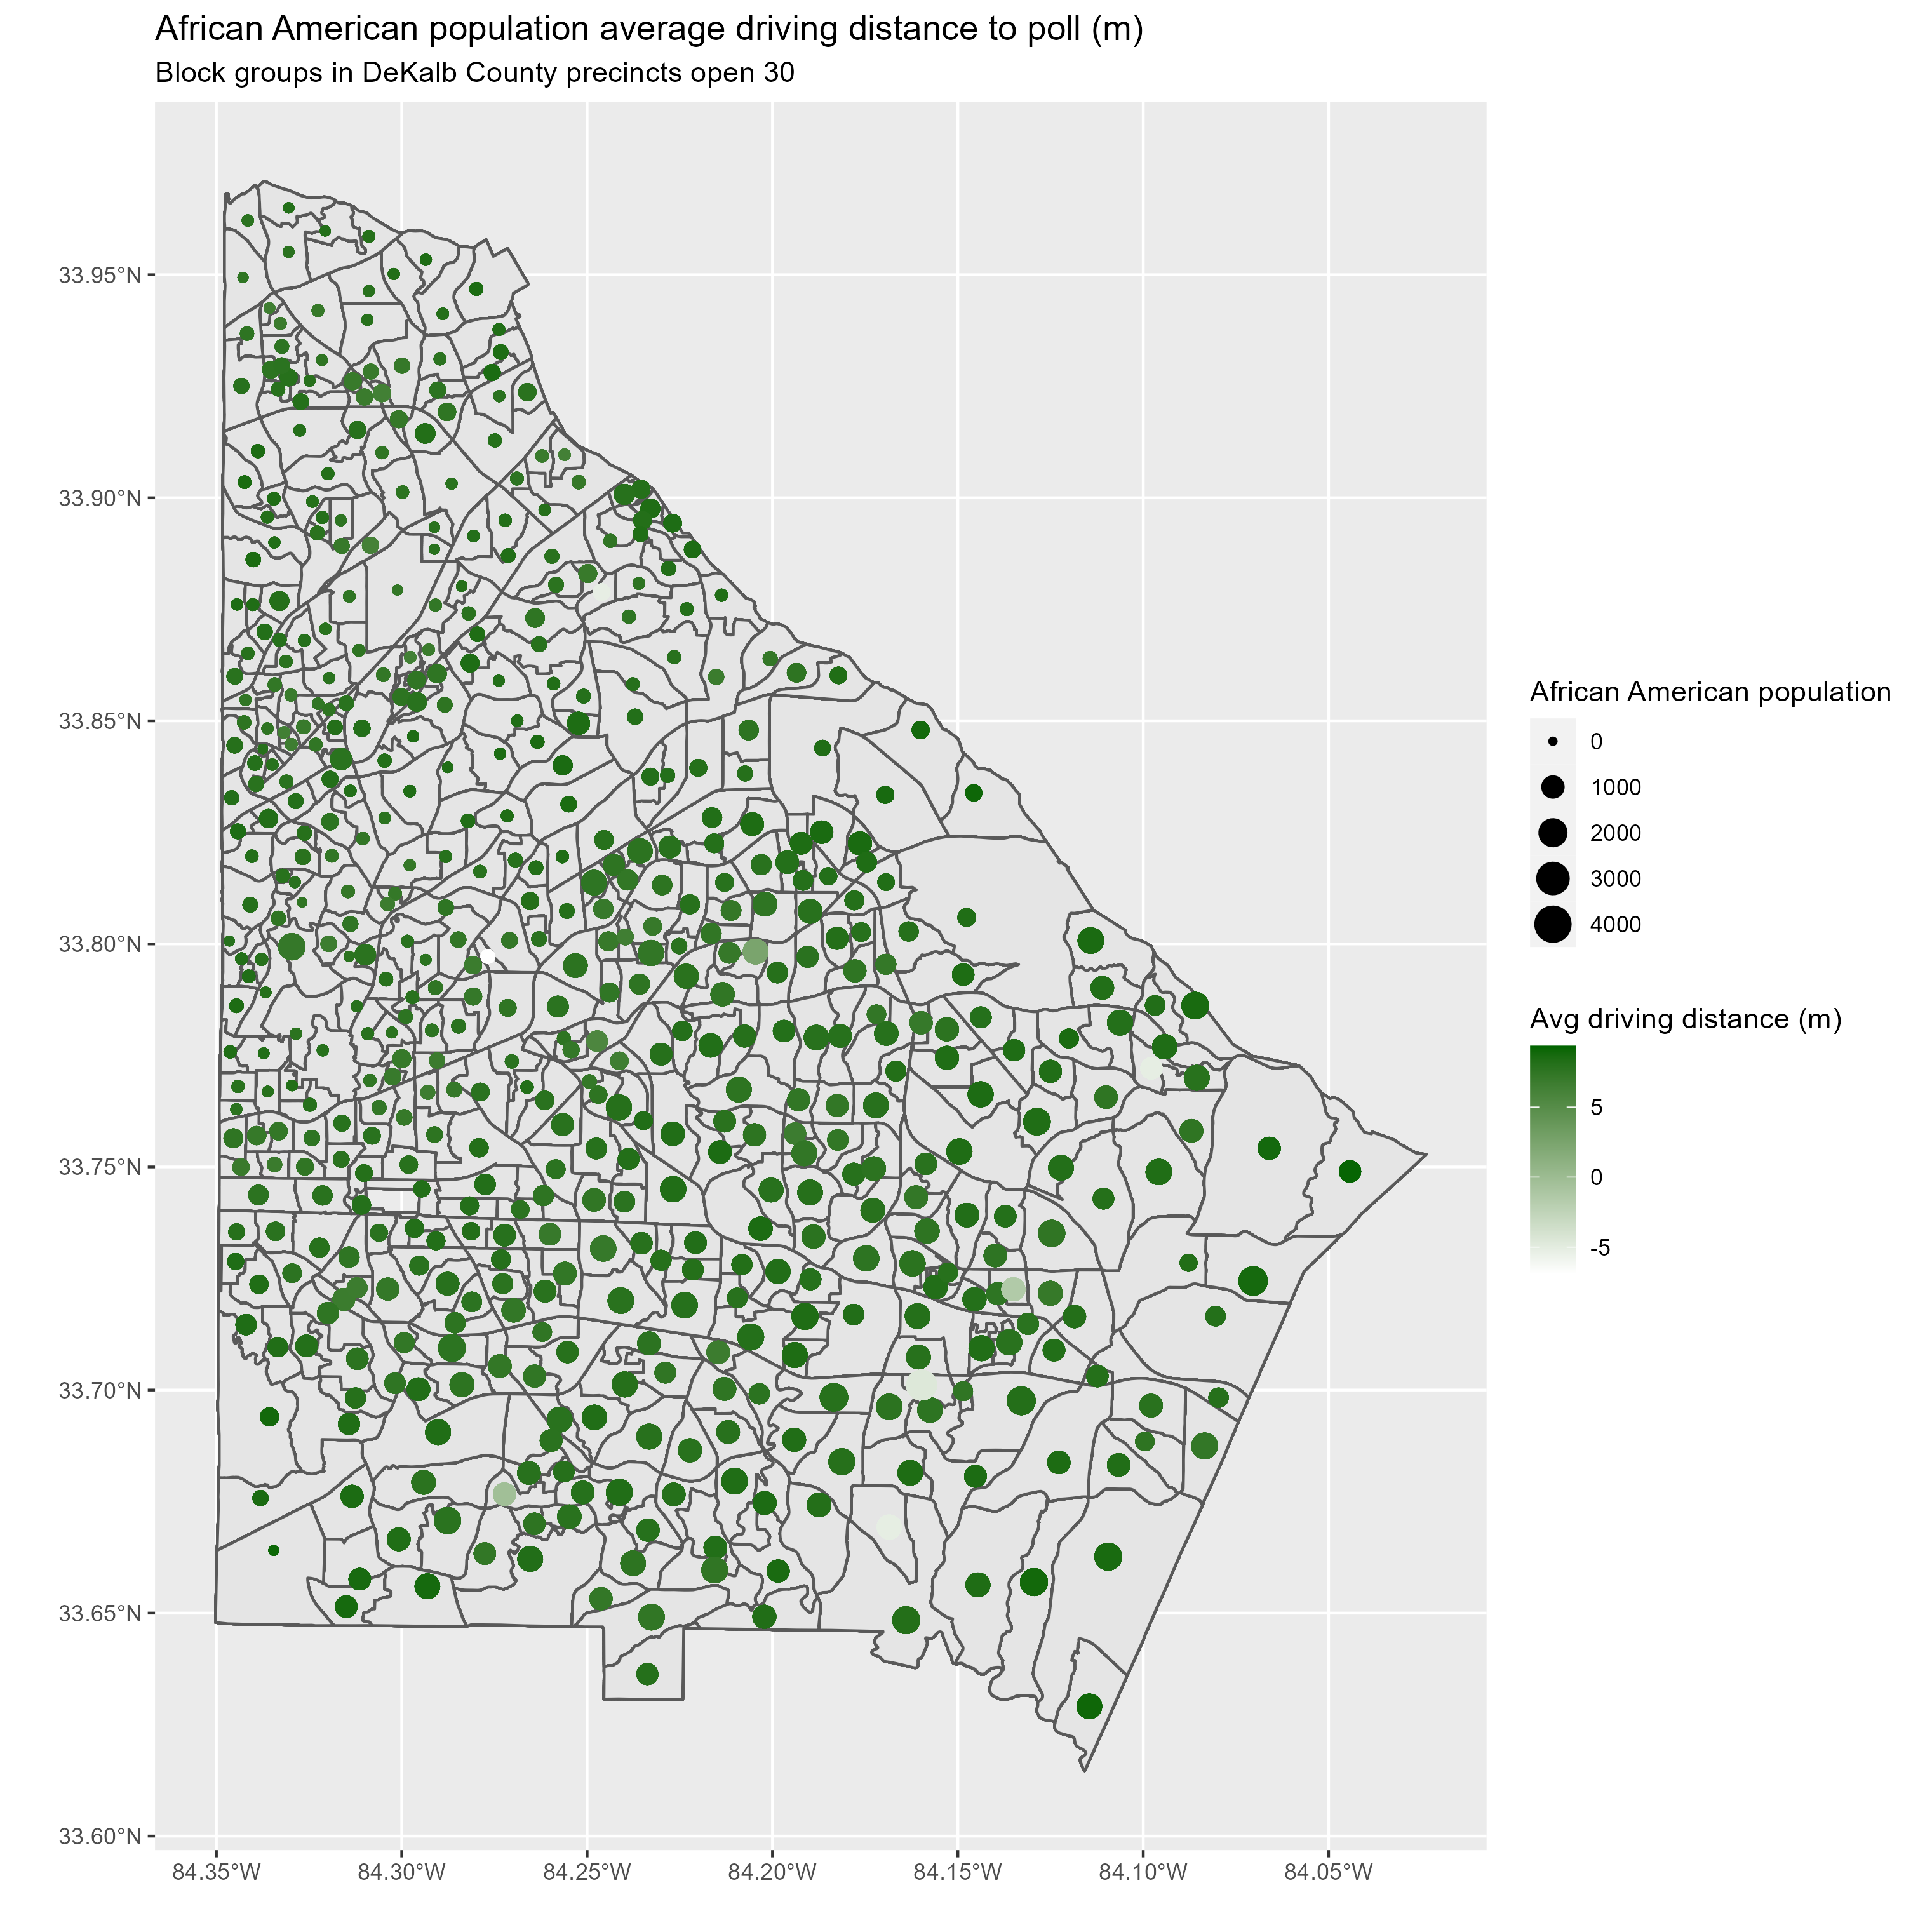 African American population average driving distance to poll (m)
Block groups in DeKalb County precincts open 30
33.95°N
33.90°N
33.85°N
33.80°N
33.75°N
33.70°N
33.65°N
33.60°N
84.35°W 84.30°W 84.25°W 84.20°W 84.15°W 84.10°W 84.05°W
African American population
0
1000
2000
3000
4000
Avg driving distance (m)
5
0
-5